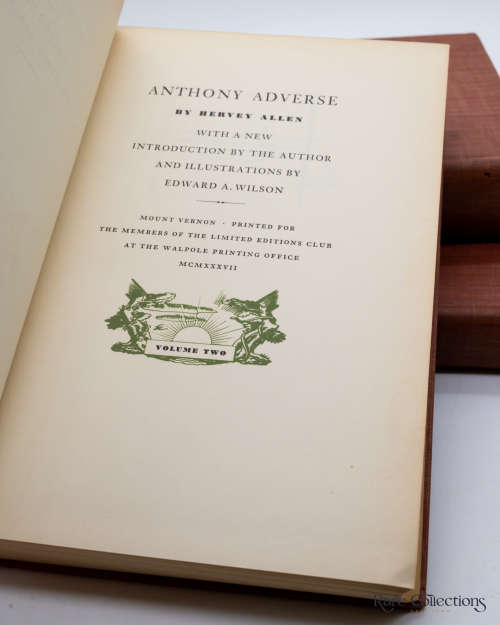 ANTHONY ADVERSE
BY HERVEY ALLEN
WITH A NEW
INTRODUCTION BY THE AUTHOR
AND ILLUSTRATIONS BY
EDWARD A. WILSON
MOUNT VERNON · PRINTED FOR
THE MEMBERS OF THE LIMITED EDITIONS CLUB
AT THE WALPOLE PRINTING OFFICE
MCMXXXVII
VOLUME TWO
Rare Collections